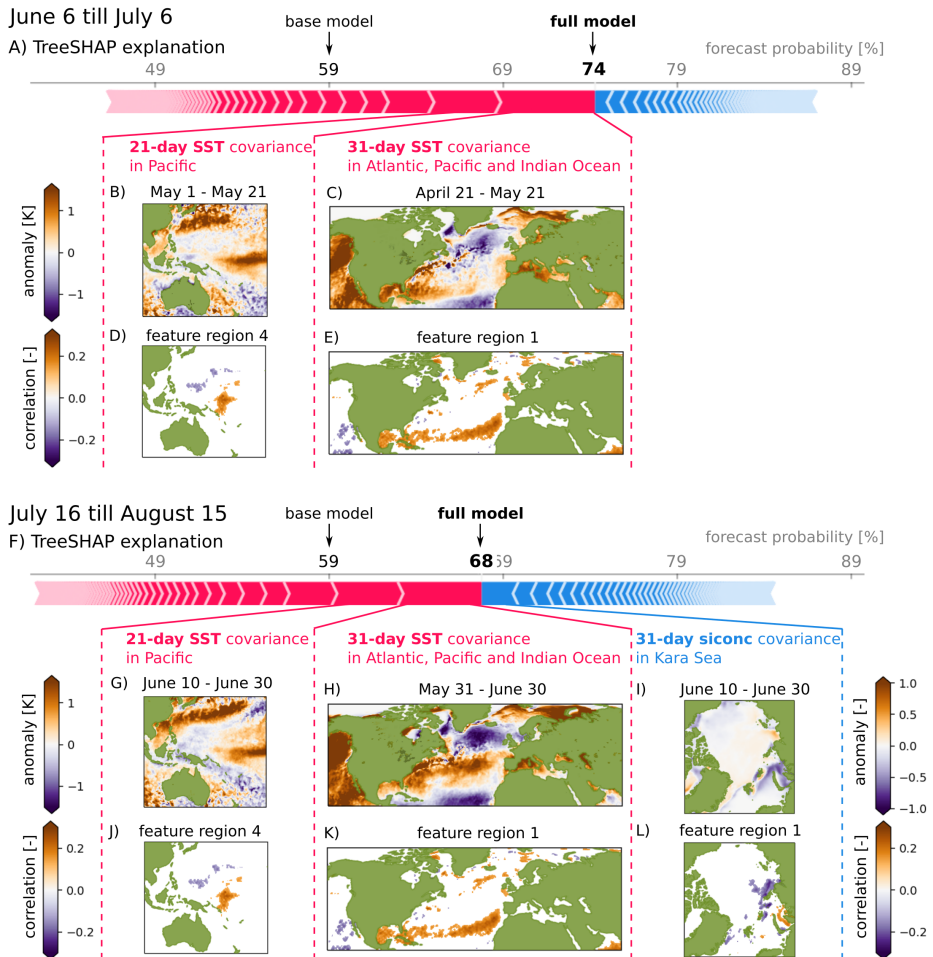 June 6 till July 6
base model
full model
A) TreeSHAP explanation
forecast probability [%]
49
59
69
74
79
89
21-day SST covariance
in Pacific
31-day SST covariance
in Atlantic, Pacific and Indian Ocean
B)
May 1 - May 21
C)
April 21 - May 21
anomaly [K]
1
0
−1
D)
feature region 4
E)
feature region 1
correlation [-]
0.2
0.0
−0.2
July 16 till August 15
base model
full model
F) TreeSHAP explanation
forecast probability [%]
49
59
68
69
79
89
21-day SST covariance
in Pacific
31-day SST covariance
in Atlantic, Pacific and Indian Ocean
31-day siconc covariance
in Kara Sea
G)
June 10 - June 30
H)
May 31 - June 30
I)
June 10 - June 30
anomaly [K]
1
0
−1
anomaly [-]
1.0
0.5
0.0
−0.5
−1.0
J)
feature region 4
K)
feature region 1
L)
feature region 1
correlation [-]
0.2
0.0
−0.2
correlation [-]
0.2
0.0
−0.2